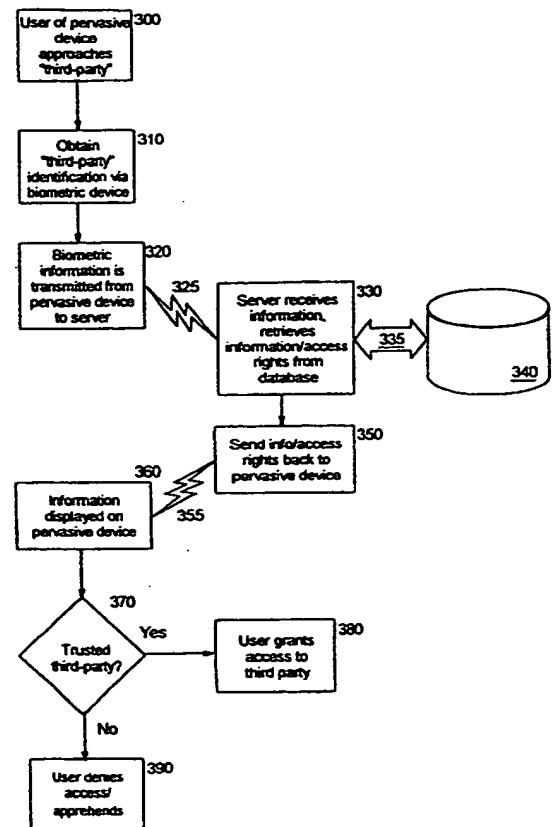 User of pervasive
device
approaches
"third-party"
300
Obtain
"third-party"
identification via
biometric device
310
Biometric
information is
transmitted from
pervasive device
to server
320
325
Server receives
information,
retrieves
information/access
rights from
database
330
335
340
Send info/access
rights back to
pervasive device
350
355
Information
displayed on
pervasive device
360
Trusted
third-party?
370
Yes
User grants
access to
third party
380
No
User denies
access/
apprehends
390